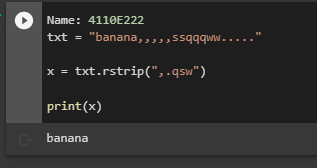 Name: 4110E222
txt = "banana,,,,,ssqqqww....."
x = txt.rstrip(",.qsw")
print(x)
banana